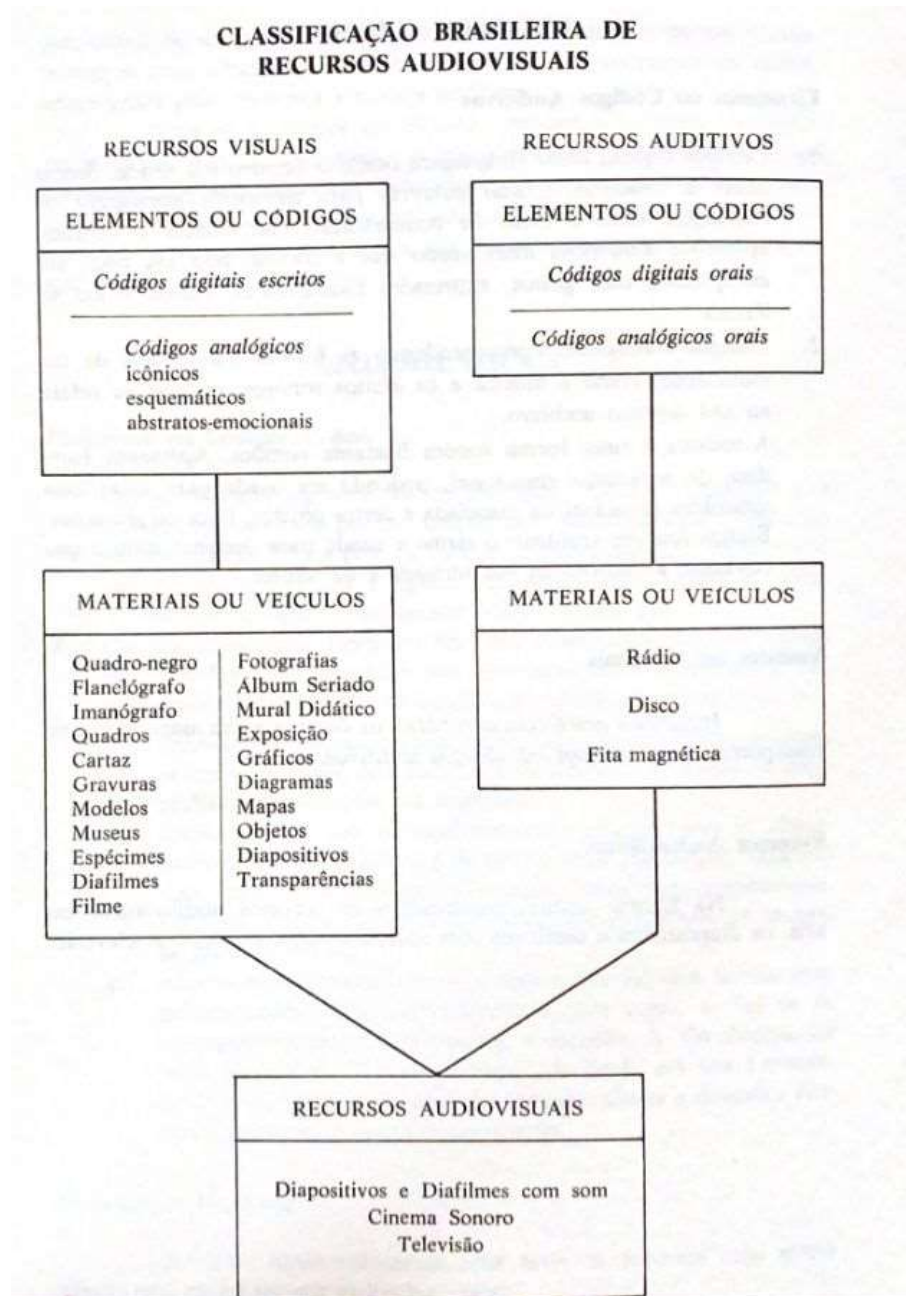 CLASSIFICAÇÃO BRASILEIRA DE
RECURSOS AUDIOVISUAIS
RECURSOS VISUAIS
ELEMENTOS OU CÓDIGOS
Códigos digitais escritos
Códigos analógicos
icônicos
esquemáticos
abstratos-emocionais
MATERIAIS OU VEÍCULOS
Quadro-negro
Flanelógrafo
Imanógrafo
Quadros
Cartaz
Gravuras
Modelos
Museus
Espécimes
Diafilmes
Filme
Fotografias
Álbum Seriado
Mural Didático
Exposição
Gráficos
Diagramas
Mapas
Objetos
Diapositivos
Transparências
RECURSOS AUDITIVOS
ELEMENTOS OU CÓDIGOS
Códigos digitais orais
Códigos analógicos orais
MATERIAIS OU VEÍCULOS
Rádio
Disco
Fita magnética
RECURSOS AUDIOVISUAIS
Diapositivos e Diafilmes com som
Cinema Sonoro
Televisão